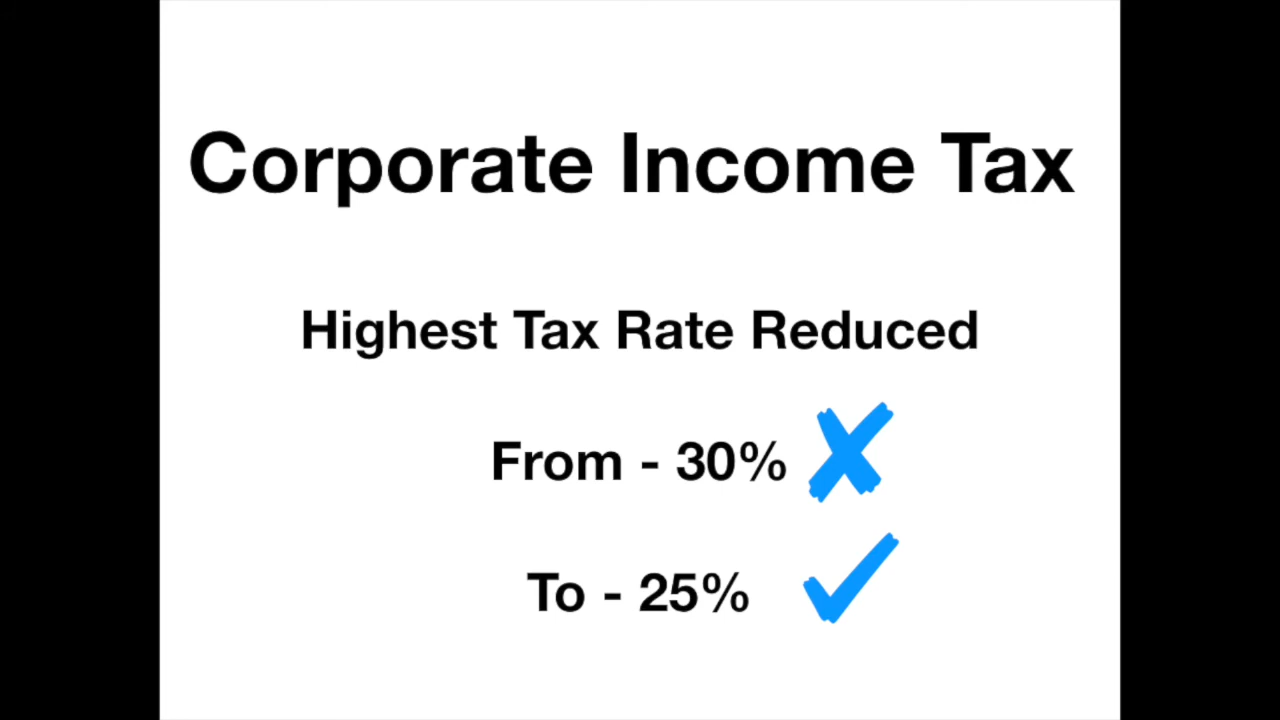 Corporate Income Tax
Highest Tax Rate Reduced
From - 30%
To - 25%